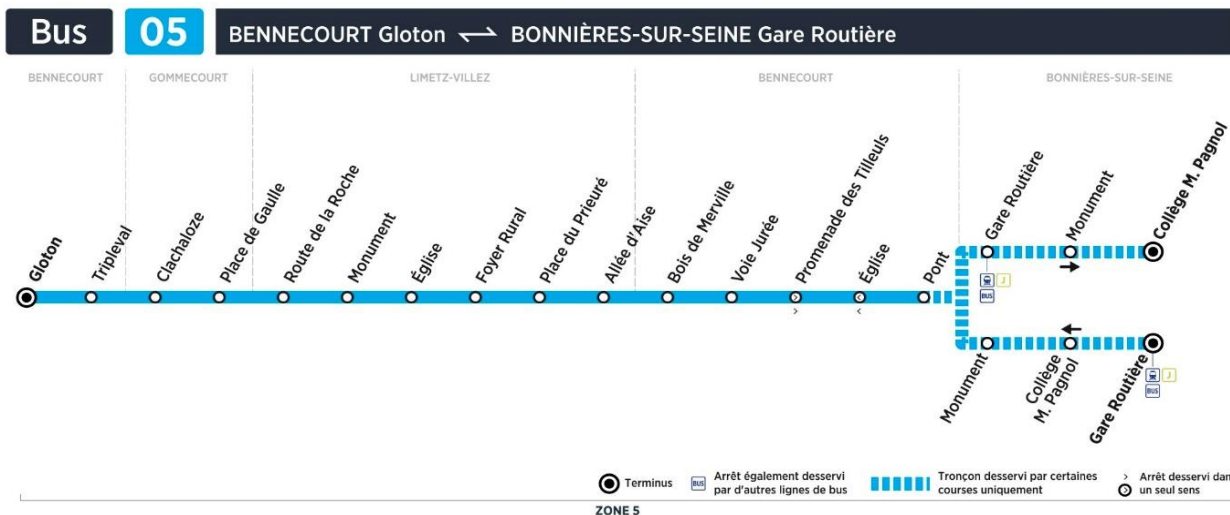 Bus 05 BENNECOURT Gloton BONNIÈRES-SUR-SEINE Gare Routière
BENNECOURT GOMMECOURT LIMETZ-VILLEZ BENNECOURT BONNIÈRES-SUR-SEINE
Gloton
Tripleval
Clachaloze
Place de Gaulle
Route de la Roche
Monument
Église
Foyer Rural
Place du Prieuré
Allée d'Aise
Bois de Merville
Voie Jurée
Promenade des Tilleuls
Église
Pont
Gare Routière
Monument
Collège M. Pagnol
J
BUS
Monument
Collège
M. Pagnol
Gare Routière
J
BUS
Terminus
BUS
Arrêt également desservi
par d'autres lignes de bus
Tronçon desservi par certaines
courses uniquement
Arrêt desservi dan
un seul sens
ZONE 5